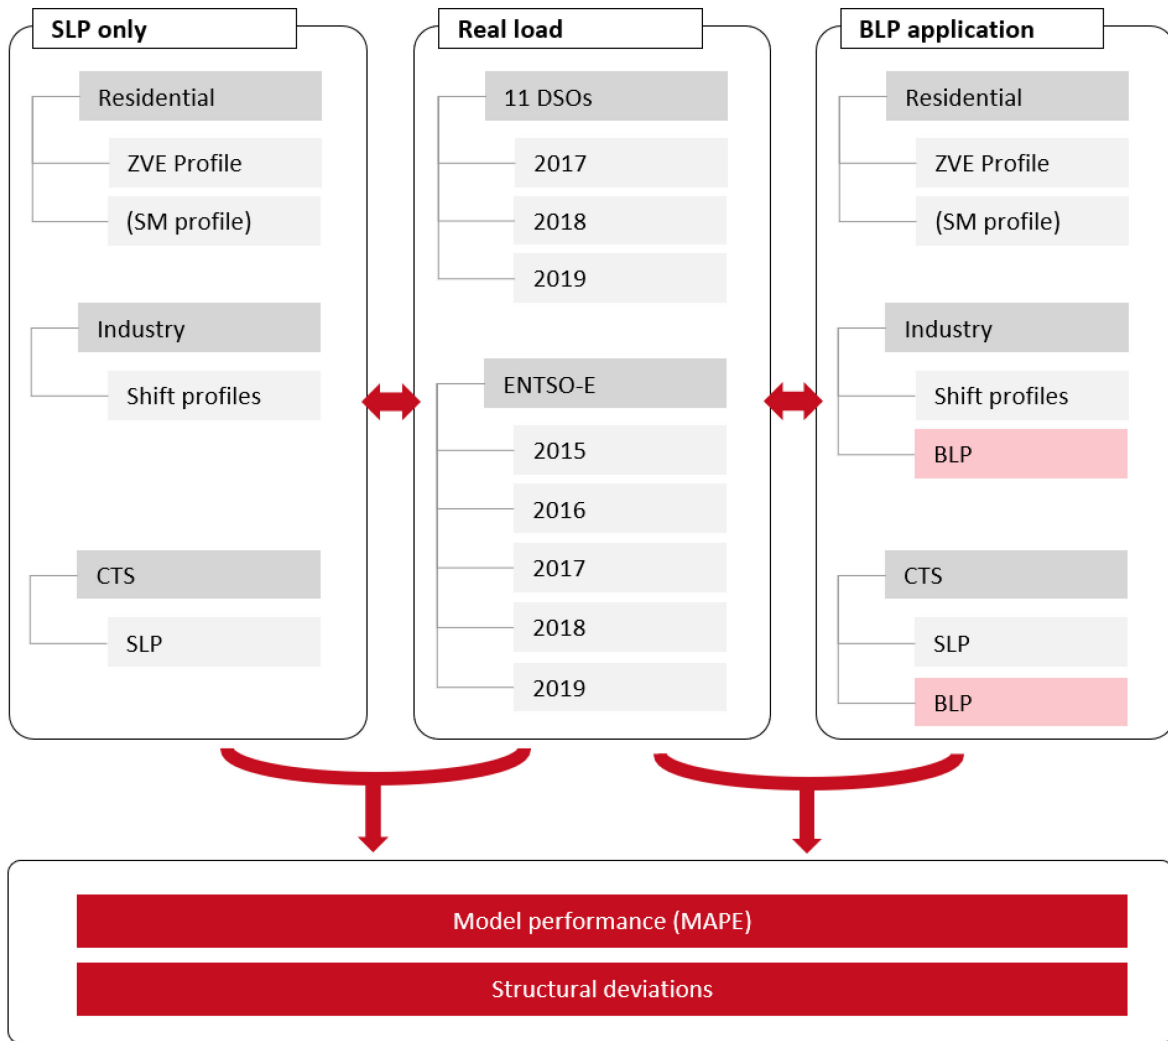 SLP only
Residential
ZVE Profile
(SM profile)
Industry
Shift profiles
CTS
SLP
Real load
11 DSOs
2017
2018
2019
ENTSO-E
2015
2016
2017
2018
2019
BLP application
Residential
ZVE Profile
(SM profile)
Industry
Shift profiles
BLP
CTS
SLP
BLP
Model performance (MAPE)
Structural deviations